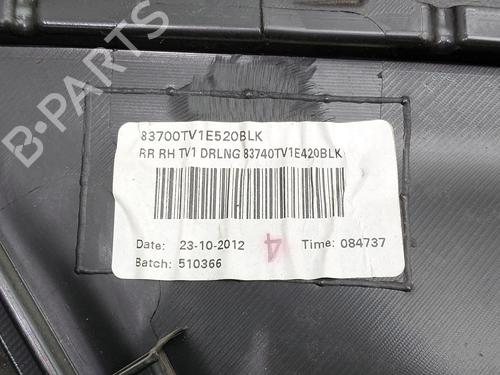 B-PARTS
83700TV1E520BLK
RR RH TV1 DRLNG 83740TV1E420BLK
Date: 23-10-2012 4 Time: 084737
Batch: 510366